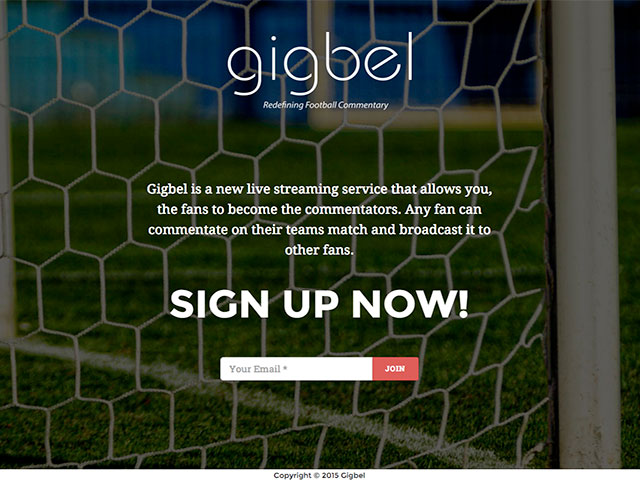 gigbel
Redefining Football Commentary
Gigbel is a new live streaming service that allows you,
the fans to become the commentators. Any fan can
commentate on their teams match and broadcast it to
other fans.
SIGN UP NOW!
Your Email *
JOIN
Copyright © 2015 Gigbel